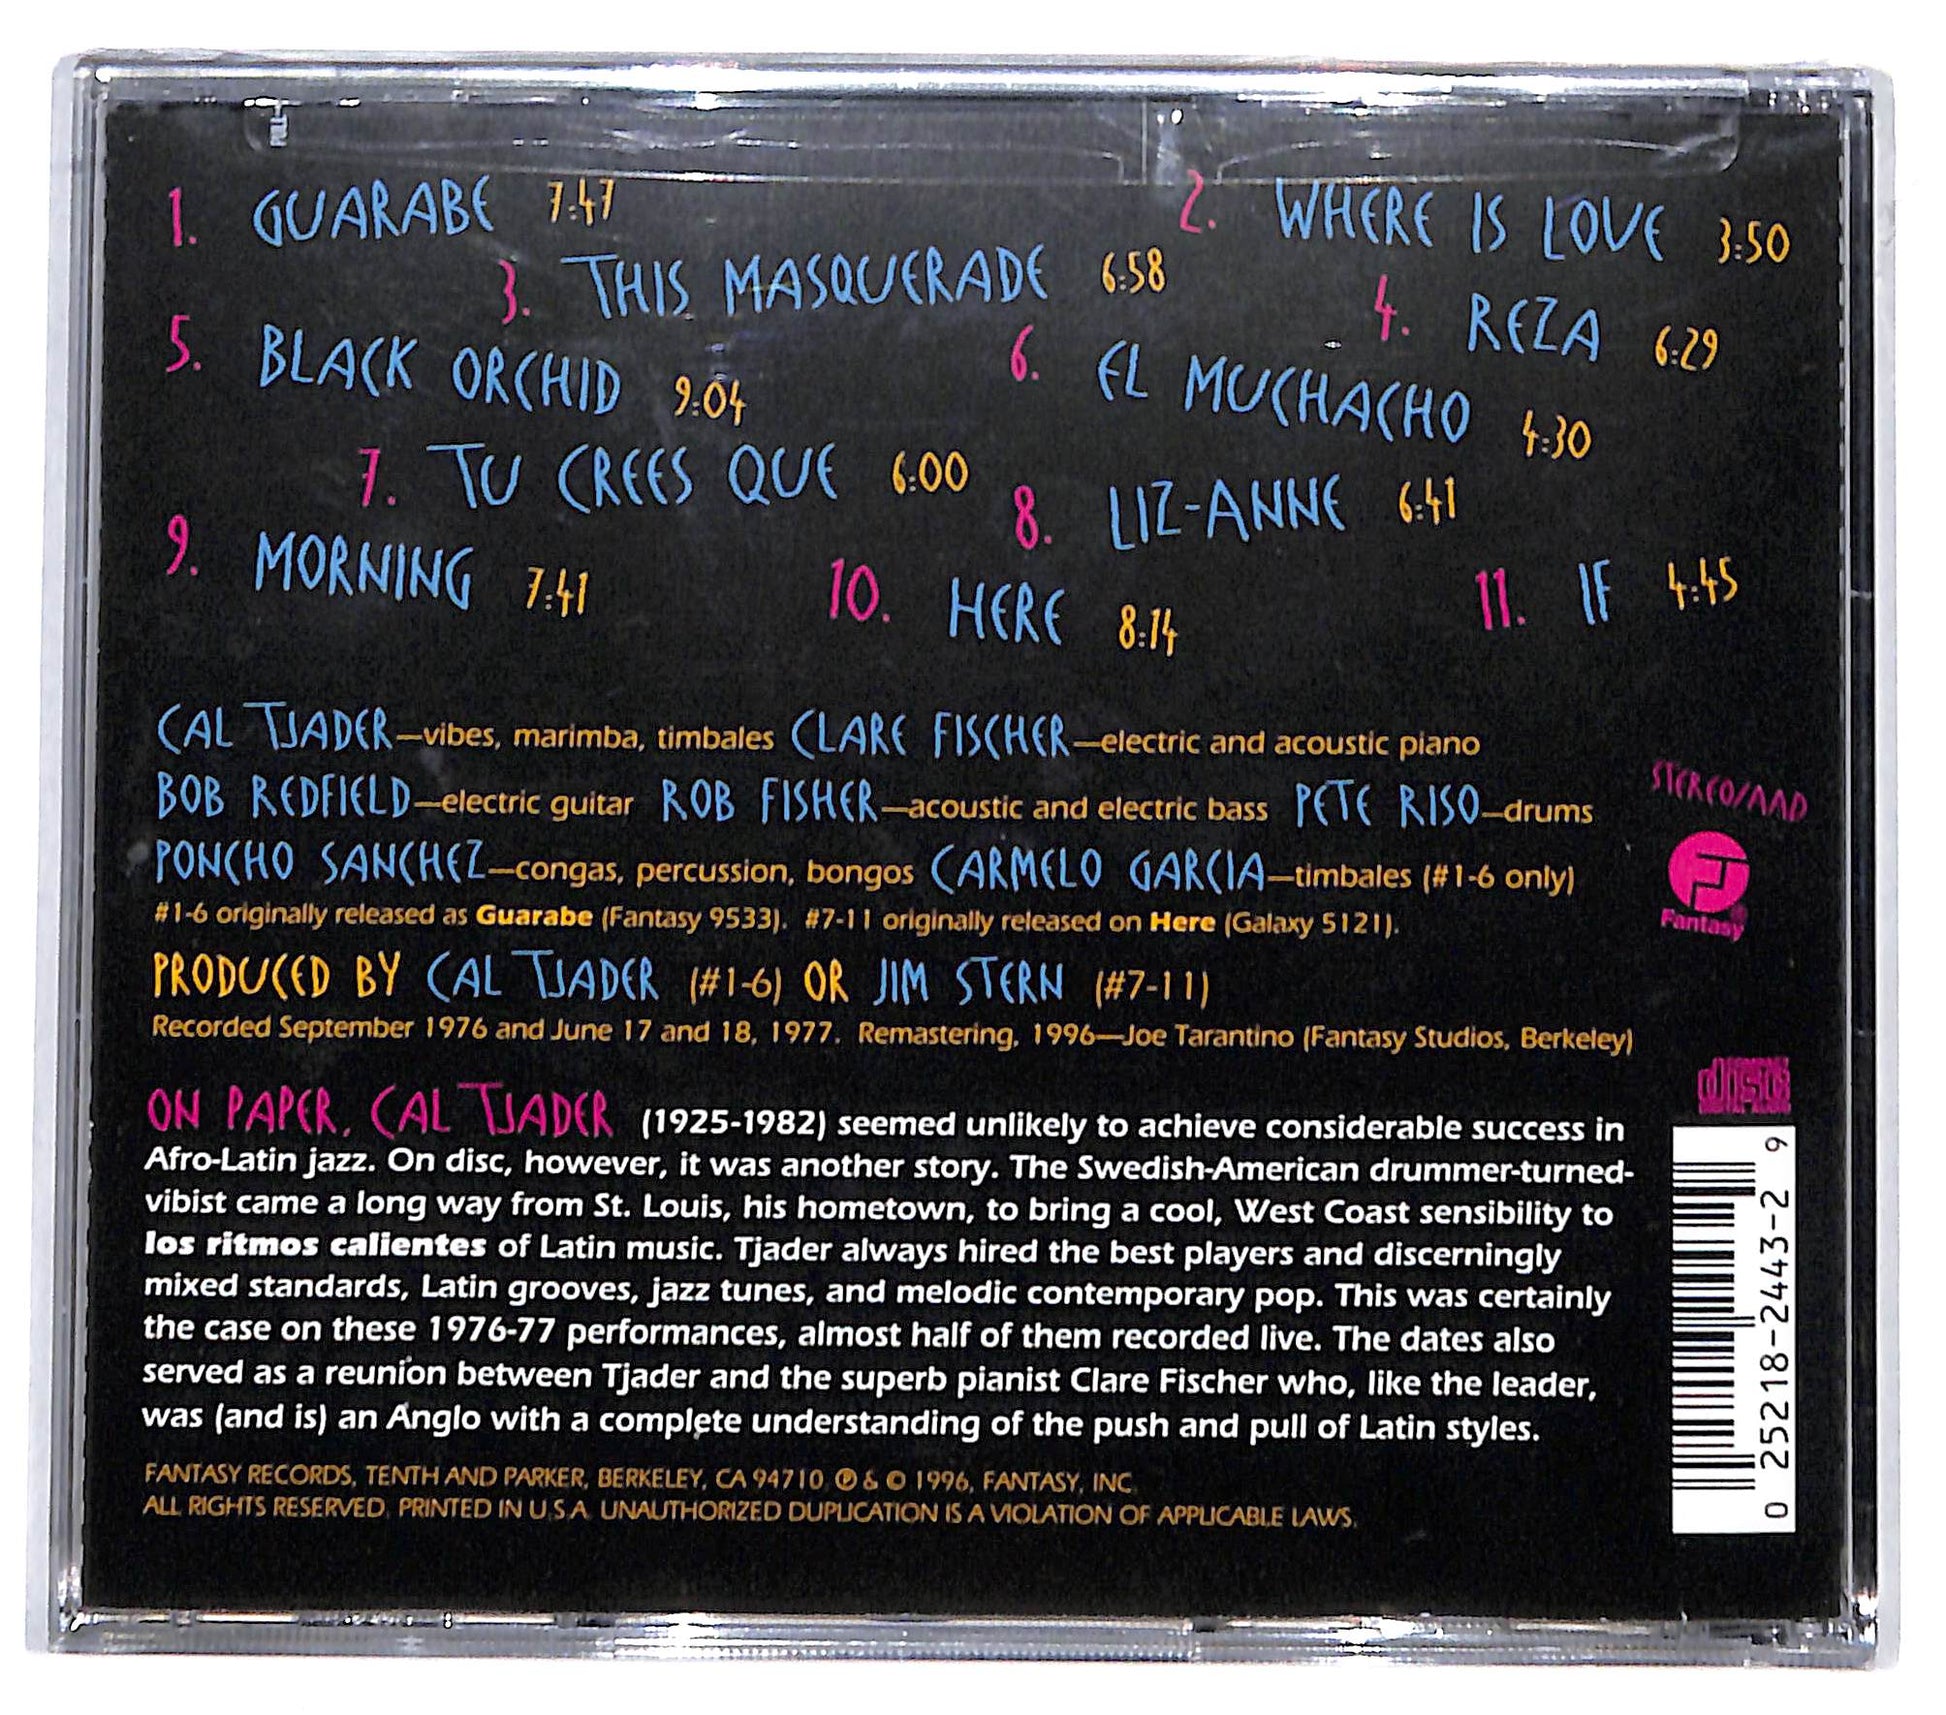 1. GUARABE 7:47
2. WHERE IS LOVE 3:50
3. THIS MASQUERADE 6:58
4. REZA 6:29
5. BLACK ORCHID 9:04
6. EL MUCHACHO 4:30
7. TU CREES QUE 6:00
8. LIZ-ANNE 6:41
9. MORNING 7:41
10. HERE 8:14
11. IF 4:45
CAL TJADER—vibes, marimba, timbales CLARE FISCHER—electric and acoustic piano
BOB REDFIELD—electric guitar ROB FISHER—acoustic and electric bass PETE RISO—drums
PONCHO SANCHEZ—congas, percussion, bongos CARMELO GARCIA—timbales (#1-6 only)
#1-6 originally released as Guarabe (Fantasy 9533). #7-11 originally released on Here (Galaxy 5121).
PRODUCED BY CAL TJADER (#1-6) OR JIM STERN (#7-11)
Recorded September 1976 and June 17 and 18, 1977. Remastering, 1996—Joe Tarantino (Fantasy Studios, Berkeley)
STEREO/AAD
Fantasy®
disc
ON PAPER, CAL TJADER (1925-1982) seemed unlikely to achieve considerable success in
Afro-Latin jazz. On disc, however, it was another story. The Swedish-American drummer-turned-
vibist came a long way from St. Louis, his hometown, to bring a cool, West Coast sensibility to
los ritmos calientes of Latin music. Tjader always hired the best players and discerningly
mixed standards, Latin grooves, jazz tunes, and melodic contemporary pop. This was certainly
the case on these 1976-77 performances, almost half of them recorded live. The dates also
served as a reunion between Tjader and the superb pianist Clare Fischer who, like the leader,
was (and is) an Anglo with a complete understanding of the push and pull of Latin styles.
FANTASY RECORDS, TENTH AND PARKER, BERKELEY, CA 94710. ℗ & © 1996, FANTASY, INC.
ALL RIGHTS RESERVED. PRINTED IN U.S.A. UNAUTHORIZED DUPLICATION IS A VIOLATION OF APPLICABLE LAWS.
0 25218-2443-2 9